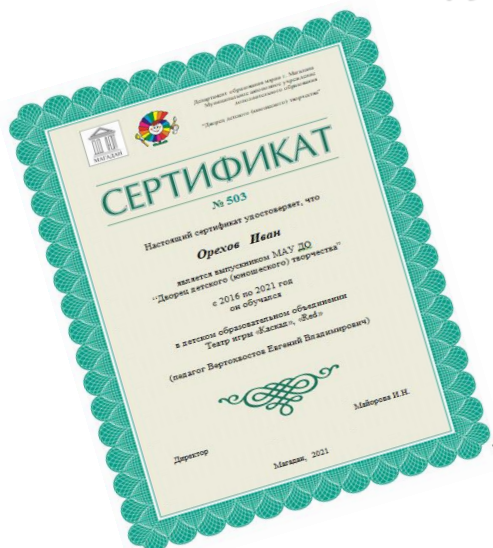 Департамент образования мэрии г. Магадана
Муниципальное автономное учреждение
дополнительного образования
"Дворец детского (юношеского) творчества"
МАГАДАН
СЕРТИФИКАТ
№ 503
Настоящий сертификат удостоверяет, что
Орехов Иван
является выпускником МАУ ДО
"Дворец детского (юношеского) творчества"
с 2016 по 2021 год
он обучался
в детском образовательном объединении
Театр игры «Каскад», «Red»
(педагог Вертохвостов Евгений Владимирович)
Директор
Майорова И.Н.
Магадан, 2021